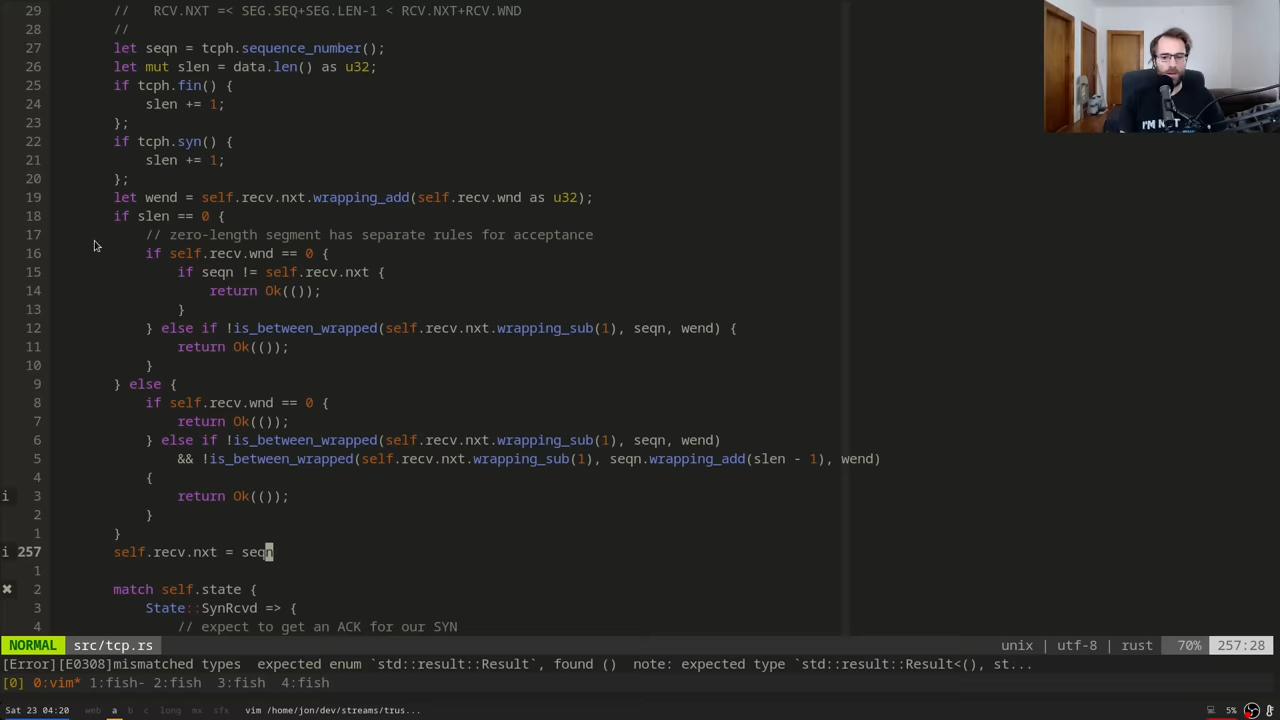 29 // RCV.NXT =< SEG.SEQ+SEG.LEN-1 < RCV.NXT+RCV.WND
28 //
27 let seqn = tcph.sequence_number();
26 let mut slen = data.len() as u32;
25 if tcph.fin() {
24 slen += 1;
23 };
22 if tcph.syn() {
21 slen += 1;
20 };
19 let wend = self.recv.nxt.wrapping_add(self.recv.wnd as u32);
18 if slen == 0 {
17 // zero-length segment has separate rules for acceptance
16 if self.recv.wnd == 0 {
15 if seqn != self.recv.nxt {
14 return Ok(());
13 }
12 } else if !is_between_wrapped(self.recv.nxt.wrapping_sub(1), seqn, wend) {
11 return Ok(());
10 }
9 } else {
8 if self.recv.wnd == 0 {
7 return Ok(());
6 } else if !is_between_wrapped(self.recv.nxt.wrapping_sub(1), seqn, wend)
5 && !is_between_wrapped(self.recv.nxt.wrapping_sub(1), seqn.wrapping_add(slen - 1), wend)
4 {
i 3 return Ok(());
2 }
1 }
i 257 self.recv.nxt = seqn
1
✖ 2 match self.state {
3 State::SynRcvd => {
4 // expect to get an ACK for our SYN
NORMAL src/tcp.rs unix | utf-8 | rust 70% 257:28
[Error][E0308]mismatched types expected enum `std::result::Result`, found () note: expected type `std::result::Result<(), st...
[0] 0:vim* 1:fish- 2:fish 3:fish 4:fish
Sat 23 04:20 web a b c long mx sfx vim /home/jon/dev/streams/trus... 5%
I'M NOT